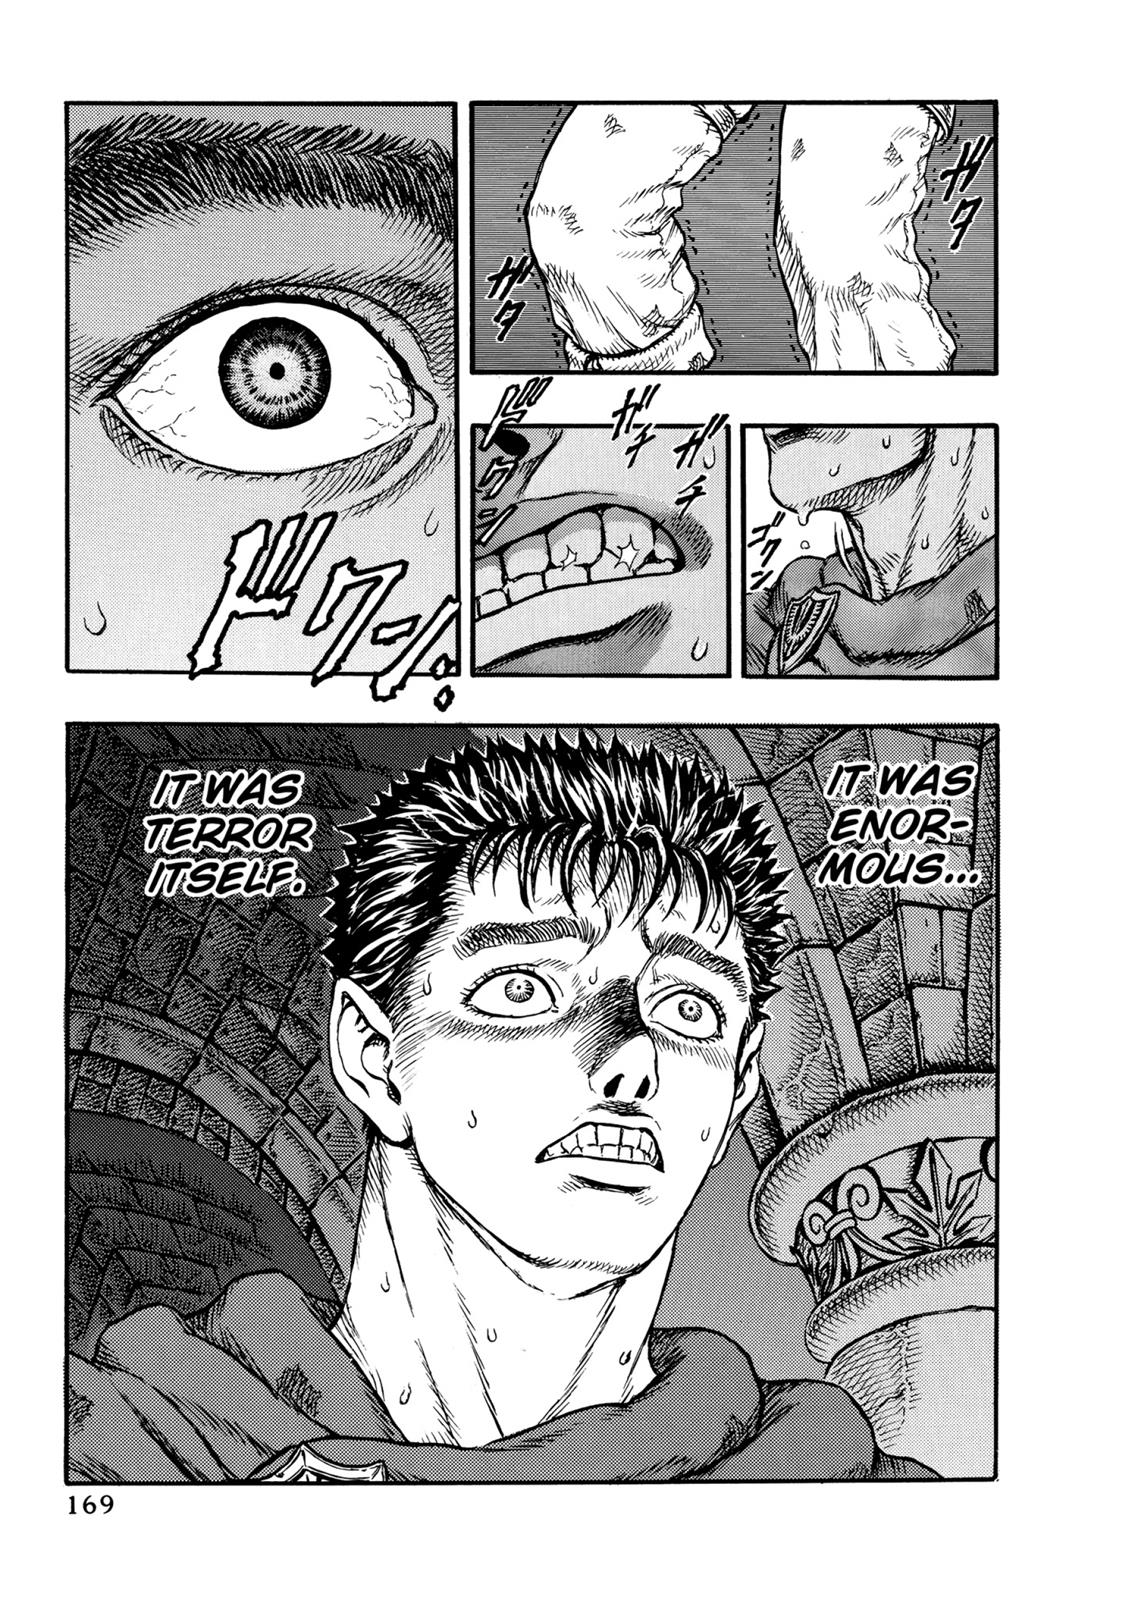 ガタ
ガタ
ガチ
ガチ
ドクン
ゴクン
ドクン!
IT WAS
ENOR-
MOUS...
IT WAS
TERROR
ITSELF.
169